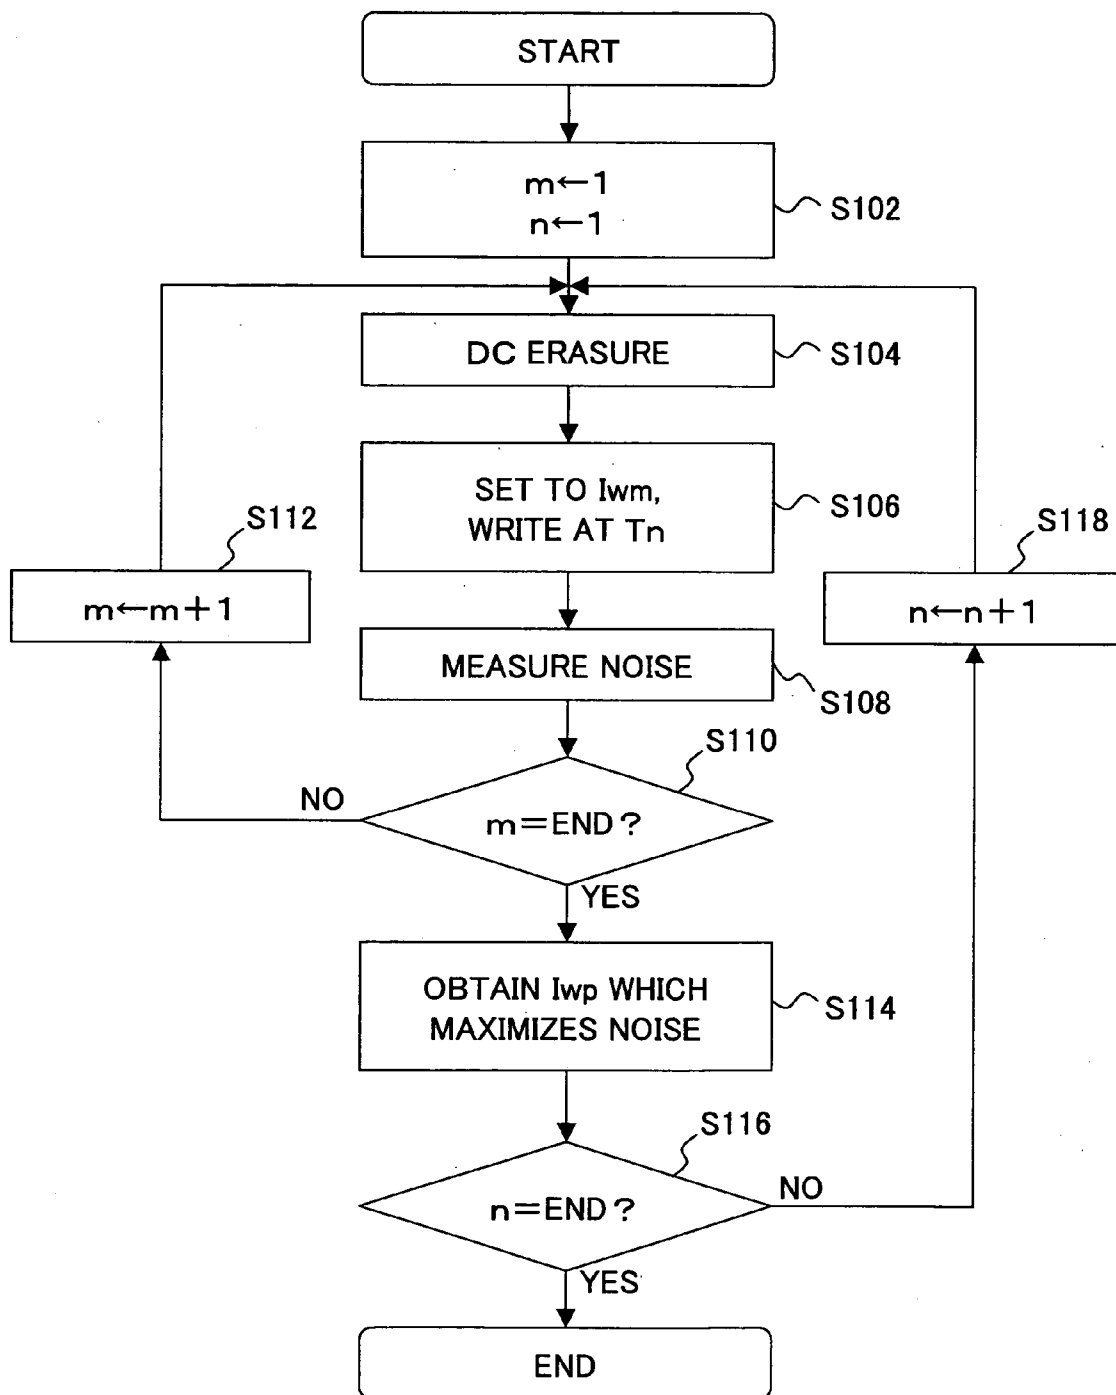 START
m←1
n←1
S102
DC ERASURE
S104
SET TO Iwm,
WRITE AT Tn
S106
S112
m←m+1
S118
n←n+1
MEASURE NOISE
S108
S110
m=END?
NO
YES
OBTAIN Iwp WHICH
MAXIMIZES NOISE
S114
S116
n=END?
NO
YES
END